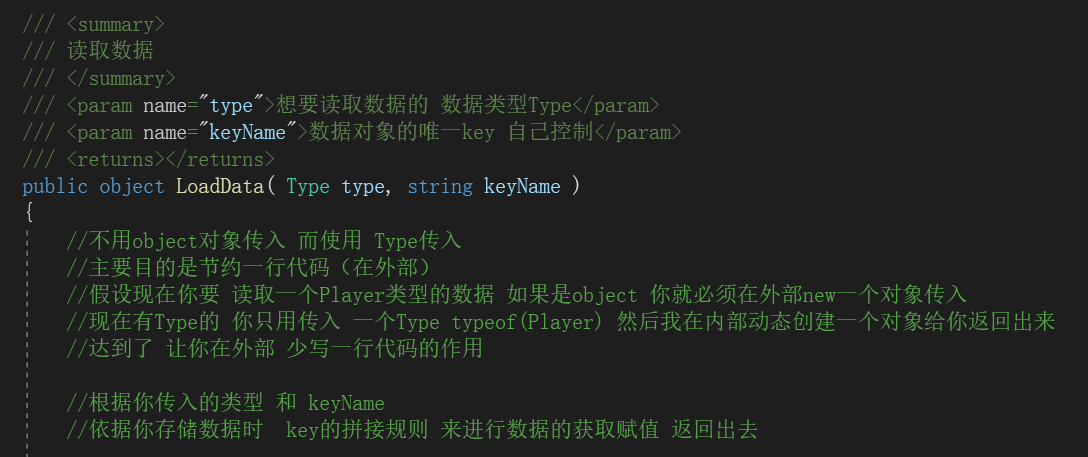 /// <summary>
/// 读取数据
/// </summary>
/// <param name="type">想要读取数据的 数据类型Type</param>
/// <param name="keyName">数据对象的唯一key 自己控制</param>
/// <returns></returns>
public object LoadData( Type type, string keyName )
{
//不用object对象传入 而使用 Type传入
//主要目的是节约一行代码（在外部）
//假设现在你要 读取一个Player类型的数据 如果是object 你就必须在外部new一个对象传入
//现在有Type的 你只用传入 一个Type typeof(Player) 然后我在内部动态创建一个对象给你返回出来
//达到了 让你在外部 少写一行代码的作用
//根据你传入的类型 和 keyName
//依据你存储数据时  key的拼接规则 来进行数据的获取赋值 返回出去